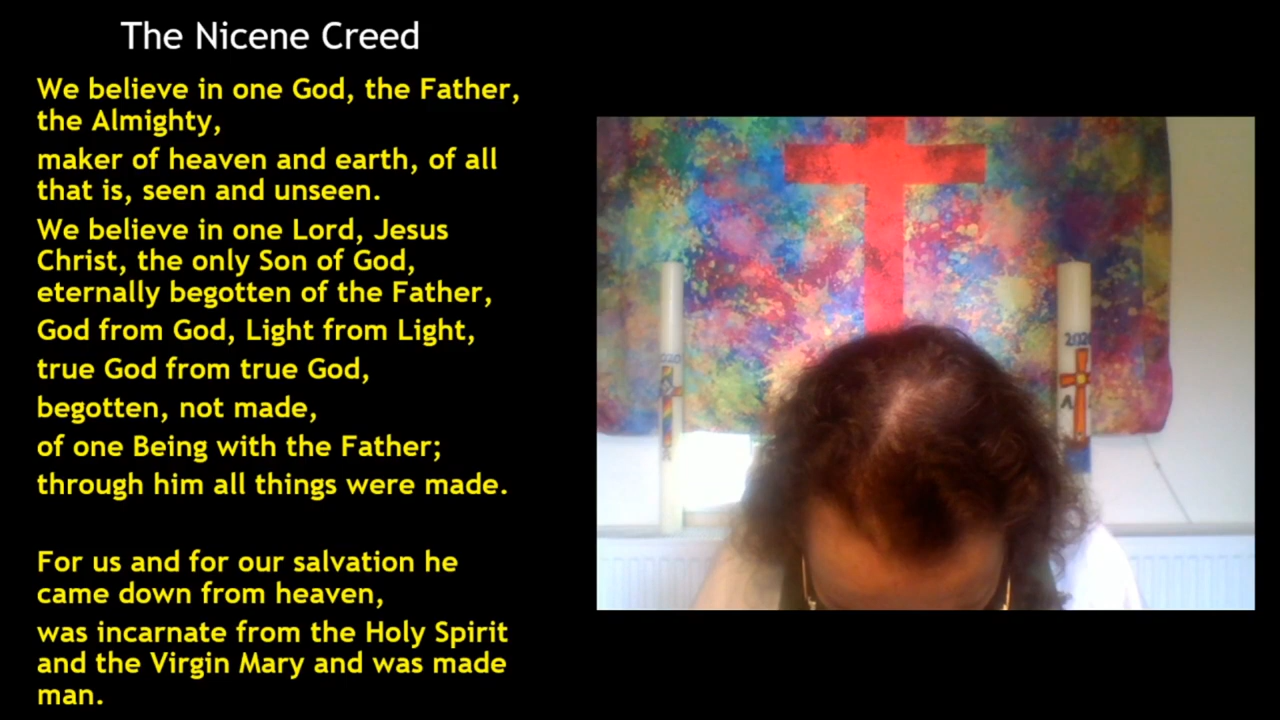 The Nicene Creed
We believe in one God, the Father,
the Almighty,
maker of heaven and earth, of all
that is, seen and unseen.
We believe in one Lord, Jesus
Christ, the only Son of God,
eternally begotten of the Father,
God from God, Light from Light,
true God from true God,
begotten, not made,
of one Being with the Father;
through him all things were made.
For us and for our salvation he
came down from heaven,
was incarnate from the Holy Spirit
and the Virgin Mary and was made
man.
2020
A